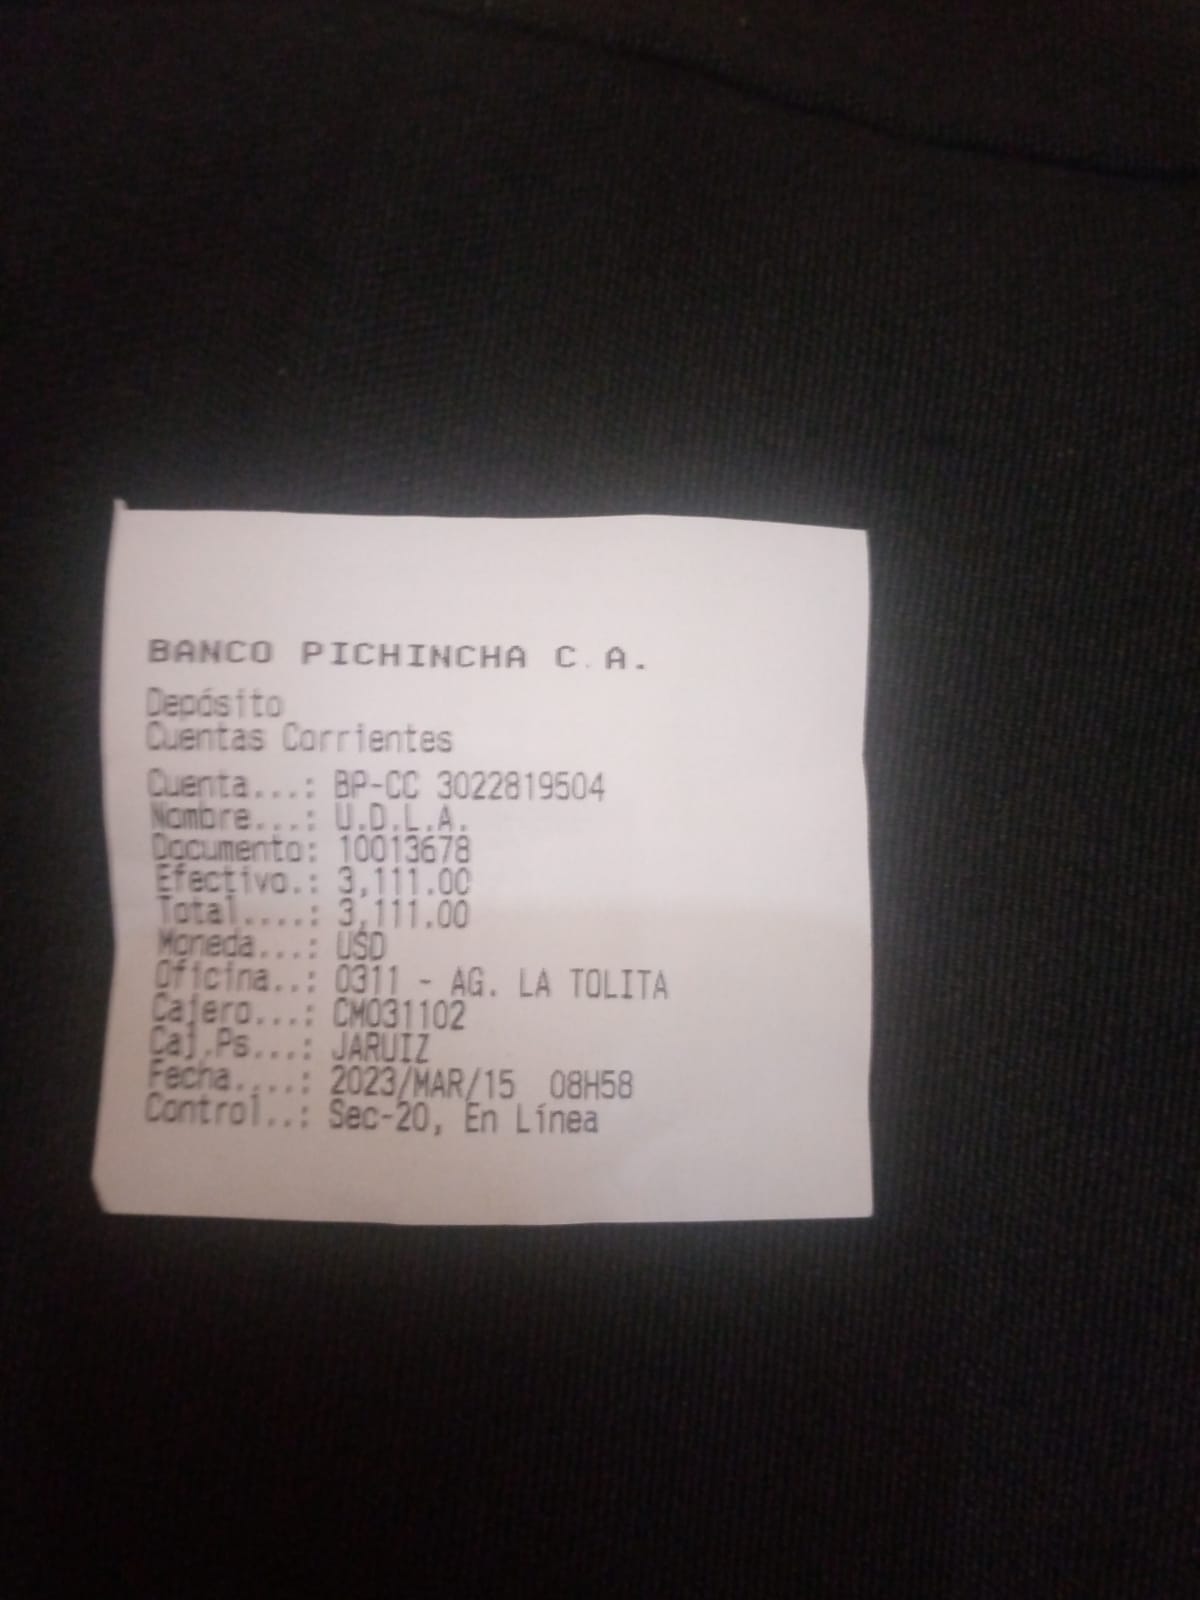 BANCO PICHINCHA C.A.
Depósito
Cuentas Corrientes
Cuenta...: BP-CC 3022819504
Nombre...: U.D.L.A.
Documento: 10013678
Efectivo.: 3,111.00
Total....: 3,111.00
Moneda...: USD
Oficina..: 0311 - AG. LA TOLITA
Cajero...: CM031102
Caj.Ps...: JARUIZ
Fecha....: 2023/MAR/15 08H58
Control..: Sec-20, En Línea